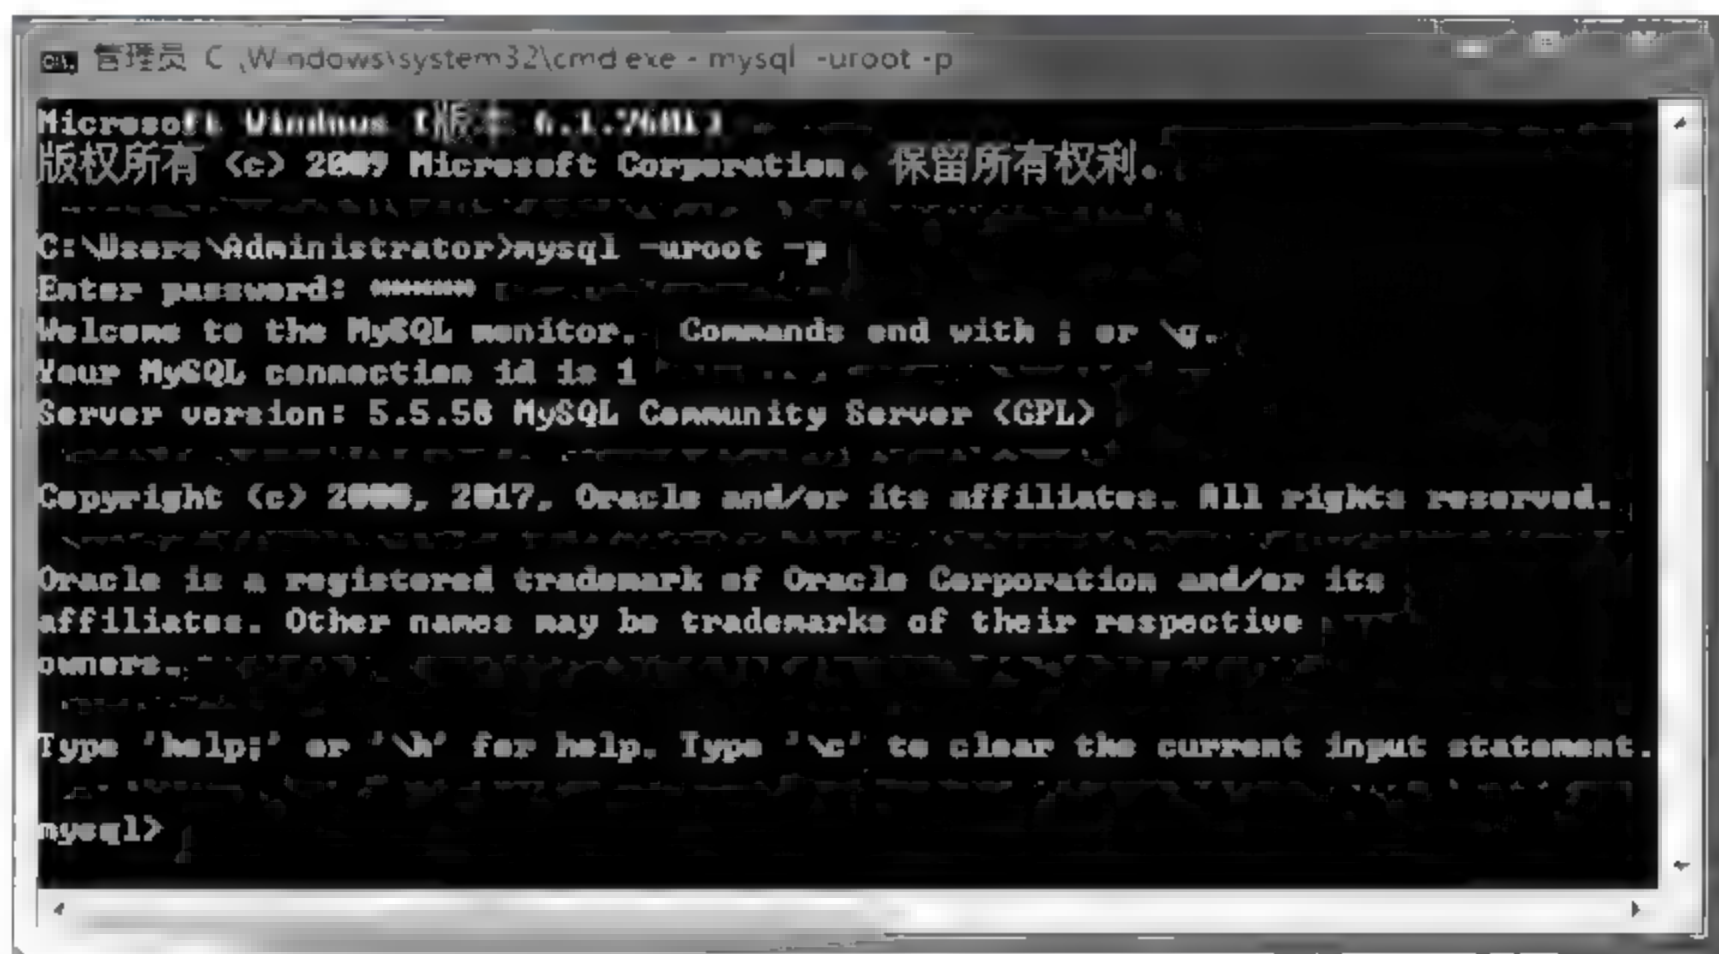 管理员 C:\Windows\system32\cmd.exe - mysql -uroot -p
Microsoft Windows [版本 6.1.7601]
版权所有 <c> 2009 Microsoft Corporation。保留所有权利。
C:\Users\Administrator>mysql -uroot -p
Enter password: ******
Welcome to the MySQL monitor.  Commands end with ; or \g.
Your MySQL connection id is 1
Server version: 5.5.58 MySQL Community Server <GPL>
Copyright <c> 2000, 2017, Oracle and/or its affiliates. All rights reserved.
Oracle is a registered trademark of Oracle Corporation and/or its
affiliates. Other names may be trademarks of their respective
owners.
Type 'help;' or '\h' for help. Type '\c' to clear the current input statement.
mysql>